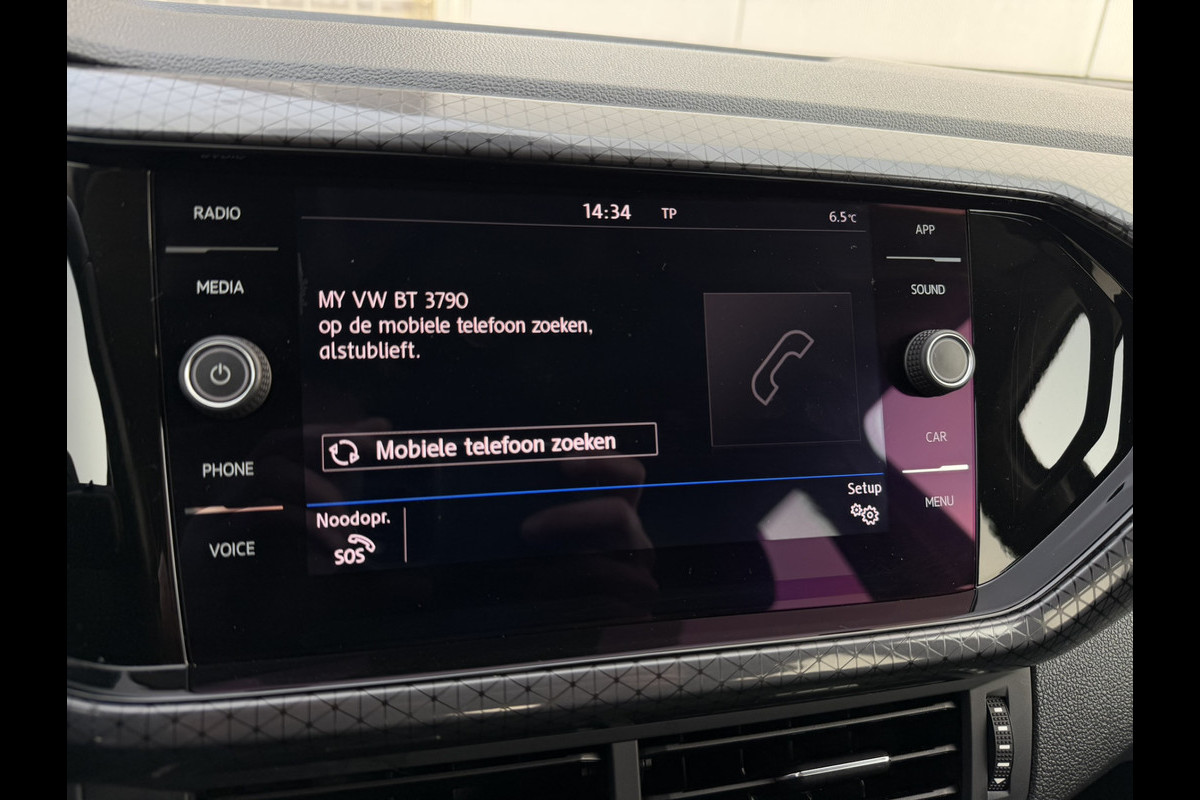 RADIO
MEDIA
PHONE
VOICE
14:34 TP 6.5°C
MY VW BT 3790
op de mobiele telefoon zoeken,
alstublieft.
Mobiele telefoon zoeken
Noodopr.
SOS
Setup
APP
SOUND
CAR
MENU